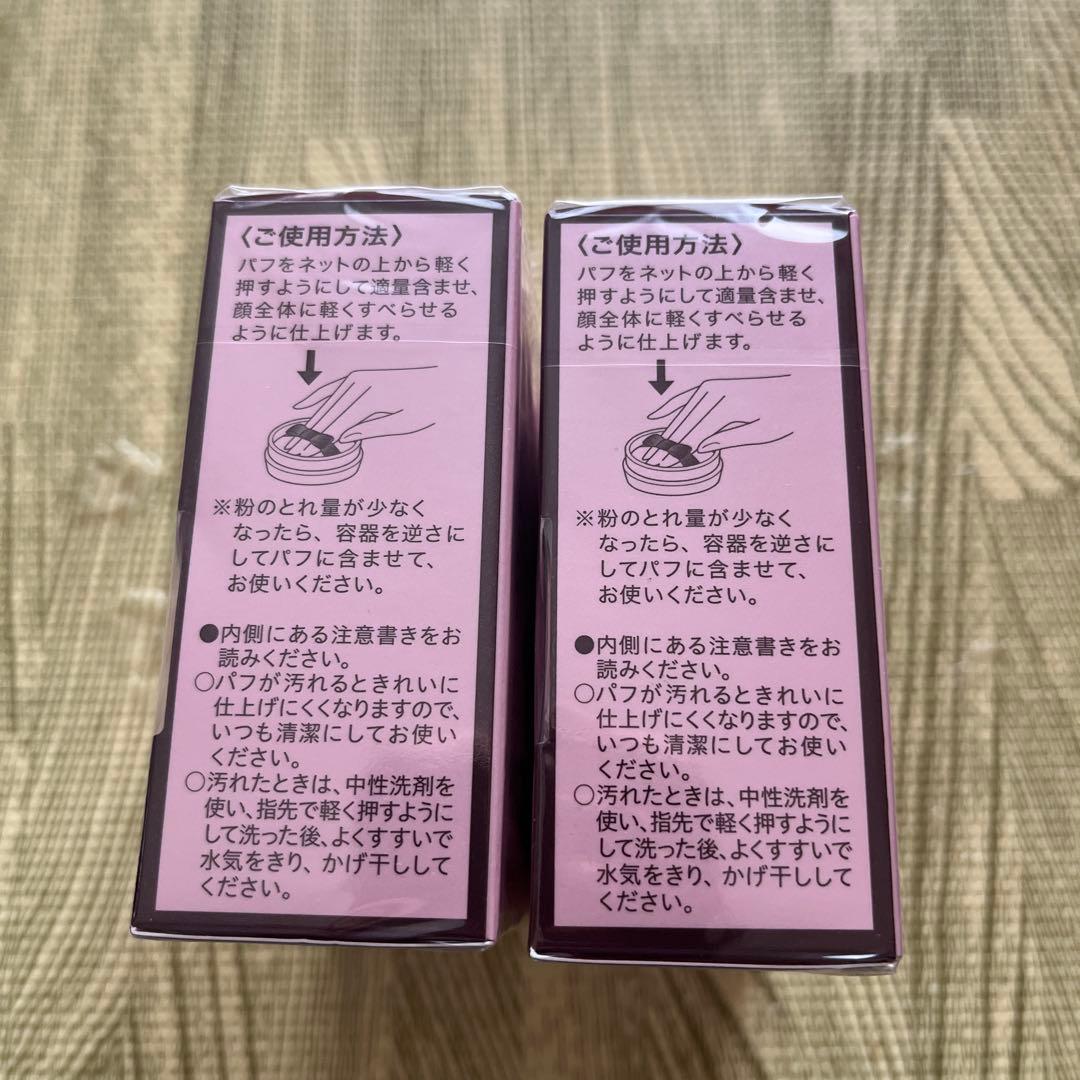 〈ご使用方法〉
パフをネットの上から軽く
押すようにして適量含ませ、
顔全体に軽くすべらせる
ように仕上げます。
※粉のとれ量が少なく
なったら、容器を逆さに
してパフに含ませて、
お使いください。
●内側にある注意書きをお
読みください。
○パフが汚れるときれいに
仕上げにくくなりますので、
いつも清潔にしてお使い
ください。
○汚れたときは、中性洗剤を
使い、指先で軽く押すように
して洗った後、よくすすいで
水気をきり、かげ干しして
ください。
〈ご使用方法〉
パフをネットの上から軽く
押すようにして適量含ませ、
顔全体に軽くすべらせる
ように仕上げます。
※粉のとれ量が少なく
なったら、容器を逆さに
してパフに含ませて、
お使いください。
●内側にある注意書きをお
読みください。
○パフが汚れるときれいに
仕上げにくくなりますので、
いつも清潔にしてお使い
ください。
○汚れたときは、中性洗剤を
使い、指先で軽く押すように
して洗った後、よくすすいで
水気をきり、かげ干しして
ください。